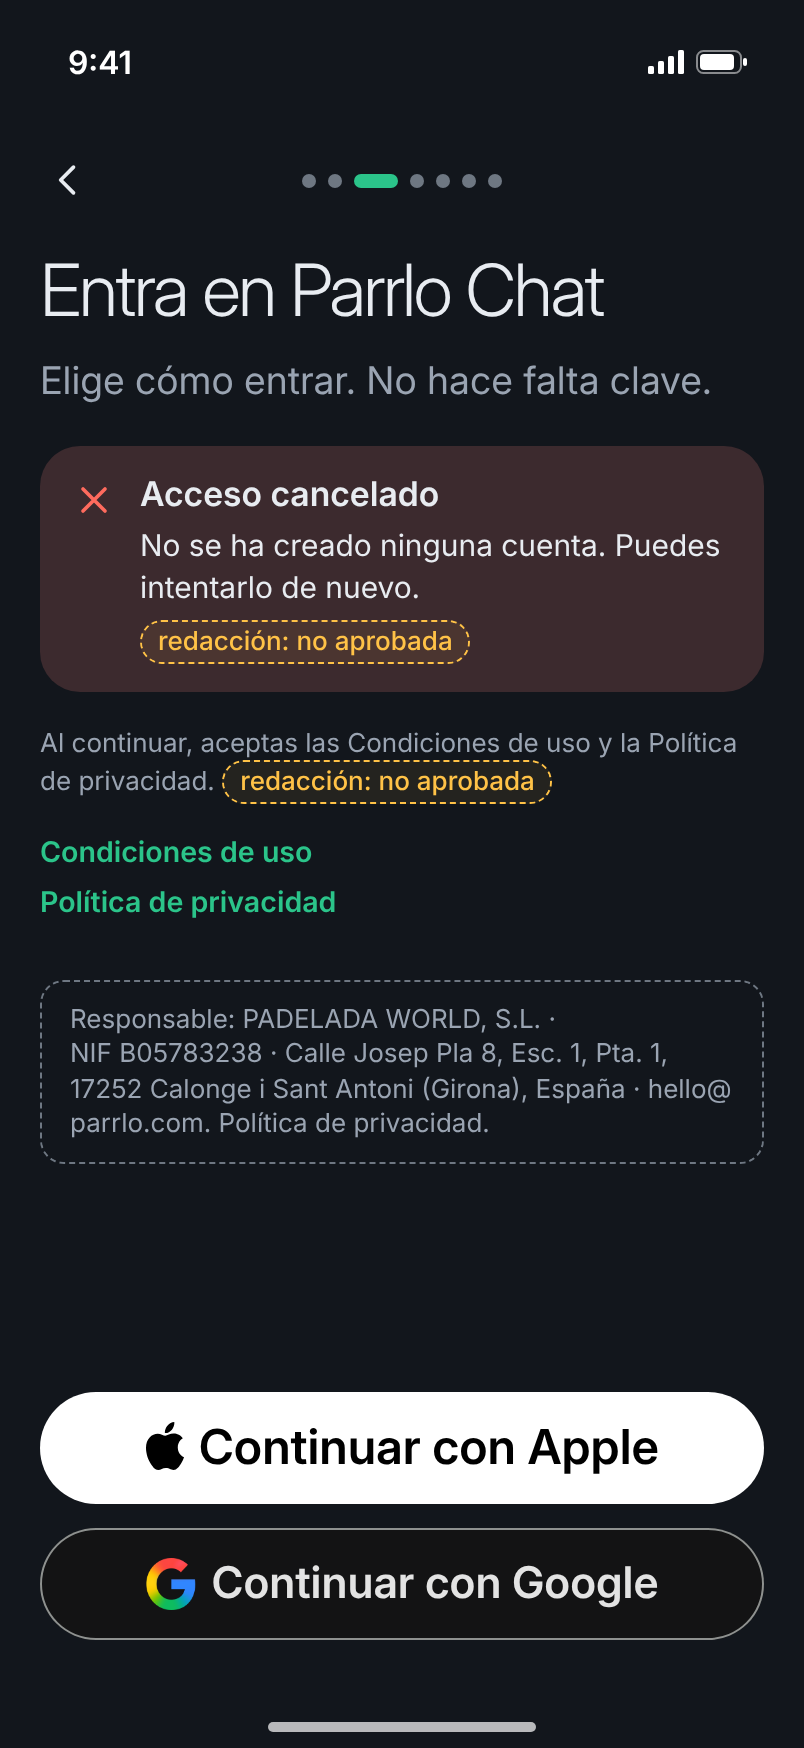 9:41
Entra en Parrlo Chat
Elige cómo entrar. No hace falta clave.
Acceso cancelado
No se ha creado ninguna cuenta. Puedes
intentarlo de nuevo.
redacción: no aprobada
Al continuar, aceptas las Condiciones de uso y la Política
de privacidad. redacción: no aprobada
Condiciones de uso
Política de privacidad
Responsable: PADELADA WORLD, S.L. ·
NIF B05783238 · Calle Josep Pla 8, Esc. 1, Pta. 1,
17252 Calonge i Sant Antoni (Girona), España · hello@
parrlo.com. Política de privacidad.
Continuar con Apple
Continuar con Google